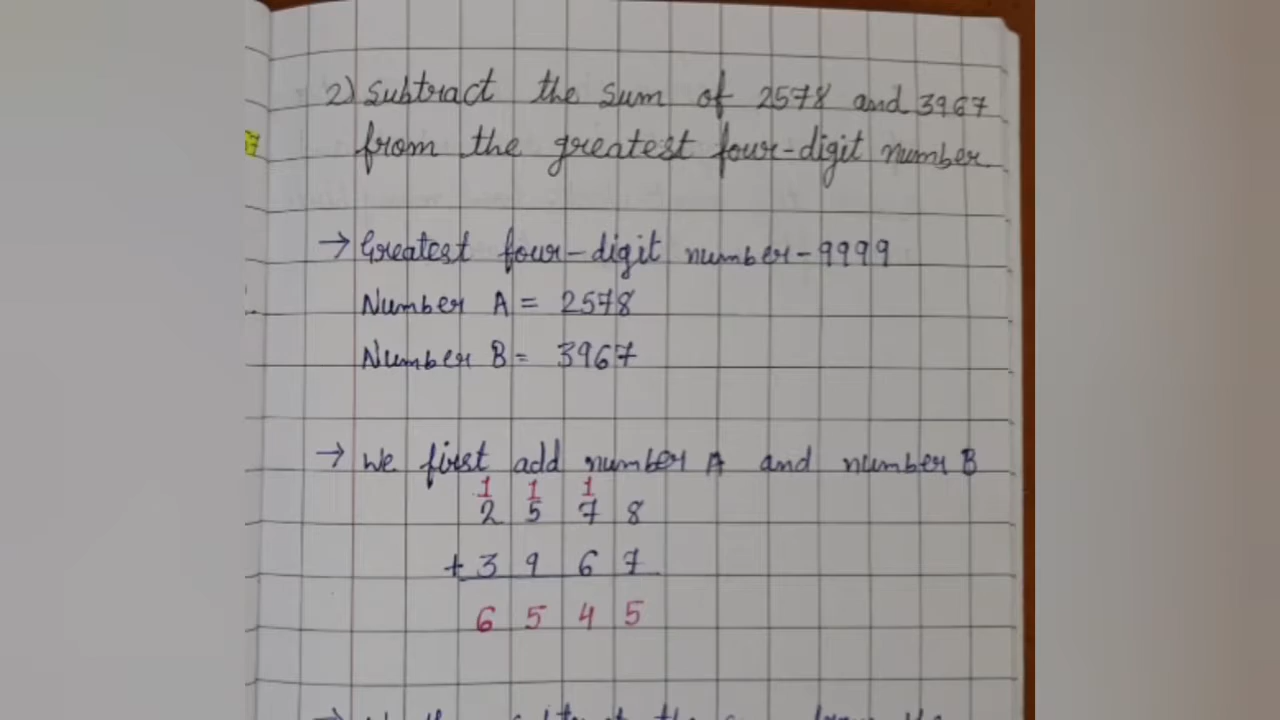 2) Subtract the sum of 2578 and 3967
from the greatest four-digit number
→ Greatest four-digit number-9999
Number A = 2578
Number B = 3967
→ We first add number A and number B
1 1 1
2 5 7 8
+ 3 9 6 7
6 5 4 5